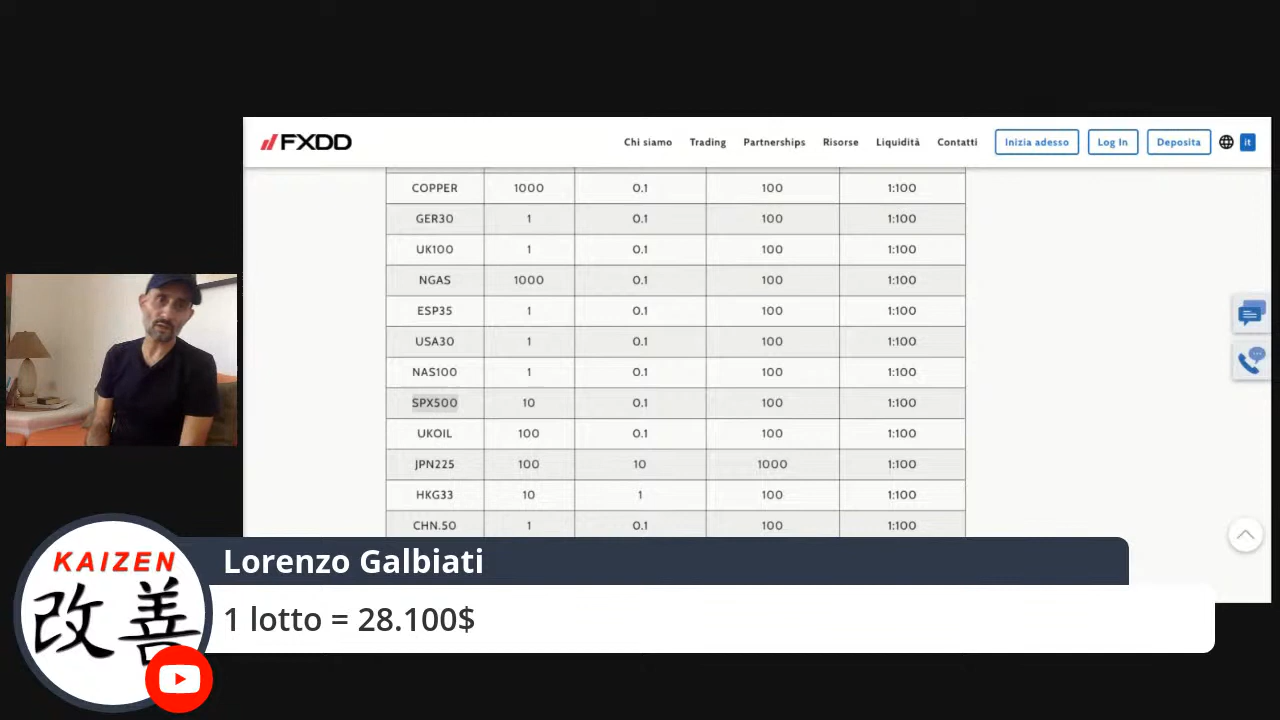 FXDD
Chi siamo Trading Partnerships Risorse Liquidità Contatti Inizia adesso Log In Deposita it
COPPER 1000 0.1 100 1:100
GER30 1 0.1 100 1:100
UK100 1 0.1 100 1:100
NGAS 1000 0.1 100 1:100
ESP35 1 0.1 100 1:100
USA30 1 0.1 100 1:100
NAS100 1 0.1 100 1:100
SPX500 10 0.1 100 1:100
UKOIL 100 0.1 100 1:100
JPN225 100 10 1000 1:100
HKG33 10 1 100 1:100
CHN.50 1 0.1 100 1:100
KAIZEN
改善
Lorenzo Galbiati
1 lotto = 28.100$